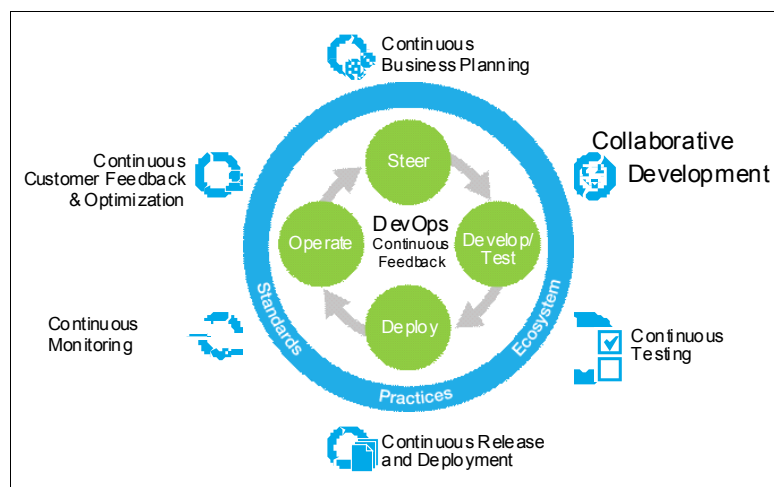 Continuous
Business Planning
Collaborative
Development
Continuous
Customer Feedback
& Optimization
Steer
DevOps
Continuous
Feedback
Operate
Develop/
Test
Deploy
Continuous
Monitoring
Continuous
Testing
Standards
Practices
Ecosystem
Continuous Release
and Deployment